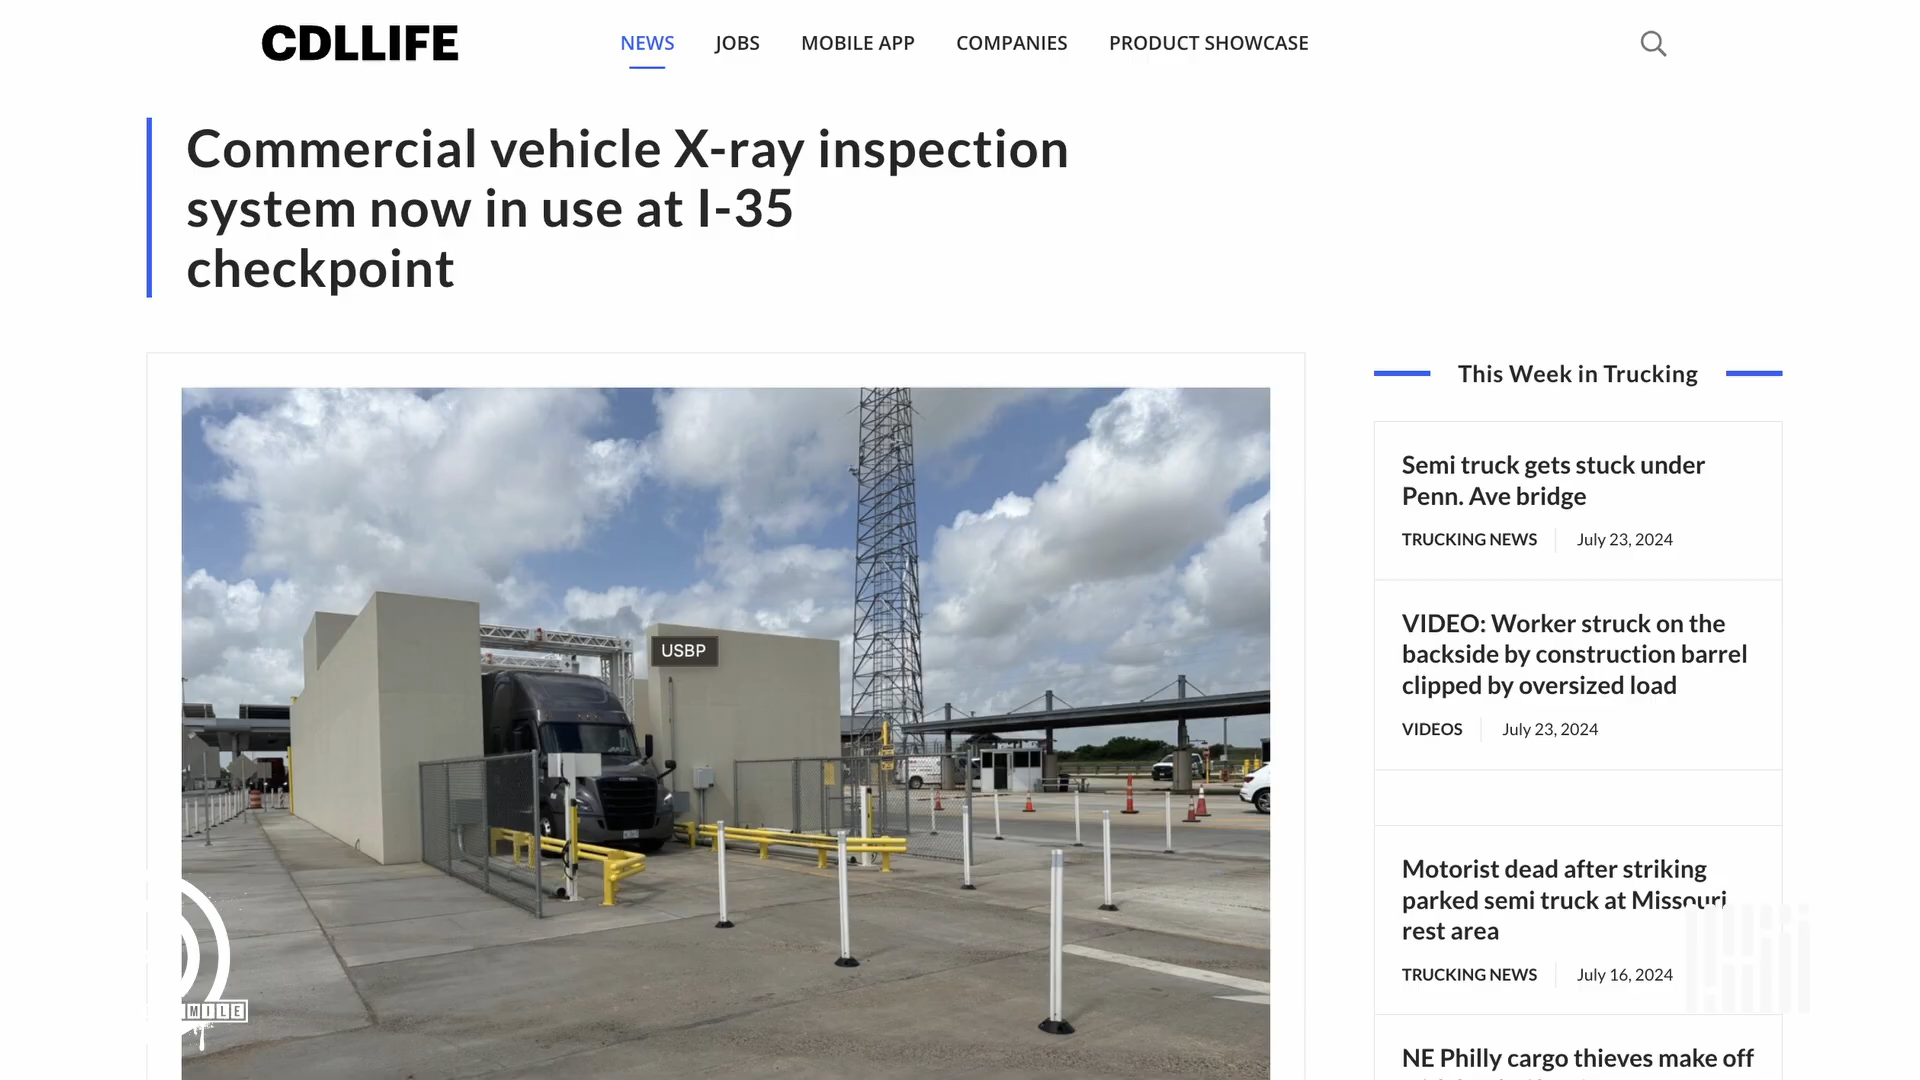 CDLLIFE
NEWS
JOBS
MOBILE APP
COMPANIES
PRODUCT SHOWCASE
Commercial vehicle X-ray inspection
system now in use at I-35
checkpoint
This Week in Trucking
Semi truck gets stuck under
Penn. Ave bridge
TRUCKING NEWS
July 23, 2024
VIDEO: Worker struck on the
backside by construction barrel
clipped by oversized load
VIDEOS
July 23, 2024
USBP
Motorist dead after striking
parked semi truck at Missouri
rest area
TRUCKING NEWS
July 16, 2024
MILE
NE Philly cargo thieves make off